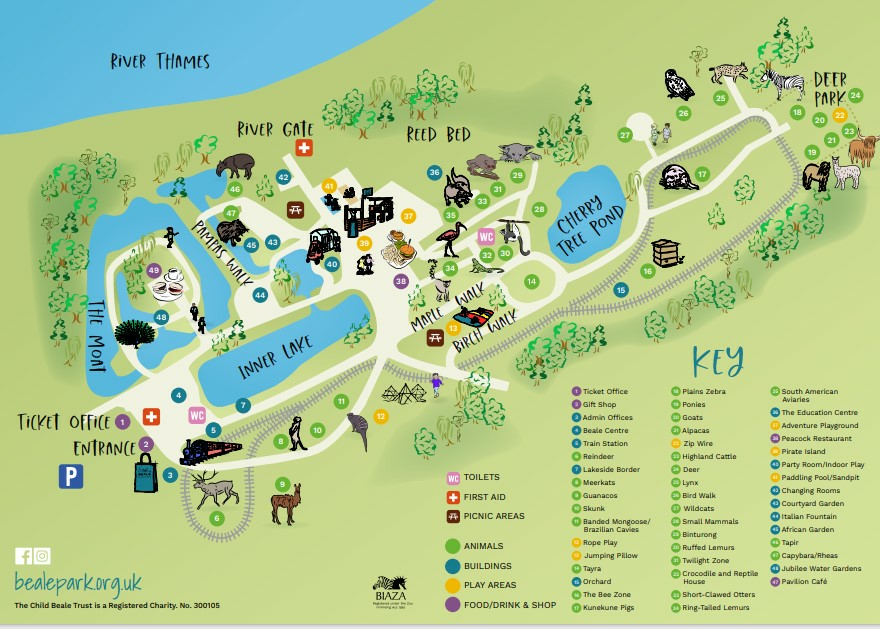 RIVER THAMES
DEER
PARK
24
25
26
18
20
22
27
21
23
19
RIVER GATE
REED BED
42
41
36
17
46
31
29
33
47
35
37
28
CHERRY
TREE POND
PAMPAS WALK
45
43
39
WC
40
32
30
49
34
16
38
14
44
15
48
MAPLE WALK
THE MOAT
INNER LAKE
13
BIRCH WALK
KEY
4
7
11
12
TICKET OFFICE 1
WC
5
10
8
ENTRANCE 2
P
3
9
6
WC TOILETS
FIRST AID
PICNIC AREAS
ANIMALS
BUILDINGS
PLAY AREAS
FOOD/DRINK & SHOP
1 Ticket Office
2 Gift Shop
3 Admin Offices
4 Beale Centre
5 Train Station
6 Reindeer
7 Lakeside Border
8 Meerkats
9 Guanacos
10 Skunk
11 Banded Mongoose/
Brazilian Cavies
12 Rope Play
13 Jumping Pillow
14 Tayra
15 Orchard
16 The Bee Zone
17 Kunekune Pigs
18 Plains Zebra
19 Ponies
20 Goats
21 Alpacas
22 Zip Wire
23 Highland Cattle
24 Deer
25 Lynx
26 Bird Walk
27 Wildcats
28 Small Mammals
29 Binturong
30 Ruffed Lemurs
31 Twilight Zone
32 Crocodile and Reptile
House
33 Short-Clawed Otters
34 Ring-Tailed Lemurs
35 South American
Aviaries
36 The Education Centre
37 Adventure Playground
38 Peacock Restaurant
39 Pirate Island
40 Party Room/Indoor Play
41 Paddling Pool/Sandpit
42 Changing Rooms
43 Courtyard Garden
44 Italian Fountain
45 African Garden
46 Tapir
47 Capybara/Rheas
48 Jubilee Water Gardens
Pavilion Café
bealepark.org.uk
The Child Beale Trust is a Registered Charity. No. 300105
BIAZA